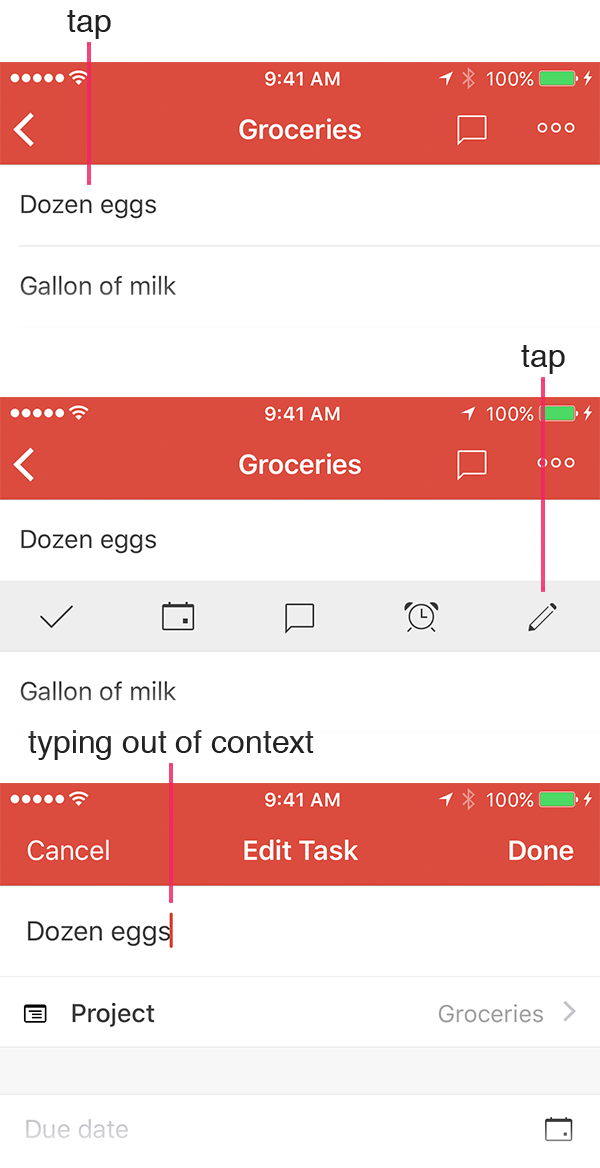 tap
9:41 AM 100%
Groceries
Dozen eggs
Gallon of milk
tap
9:41 AM 100%
Groceries
Dozen eggs
Gallon of milk
typing out of context
9:41 AM 100%
Cancel Edit Task Done
Dozen eggs
Project Groceries
Due date